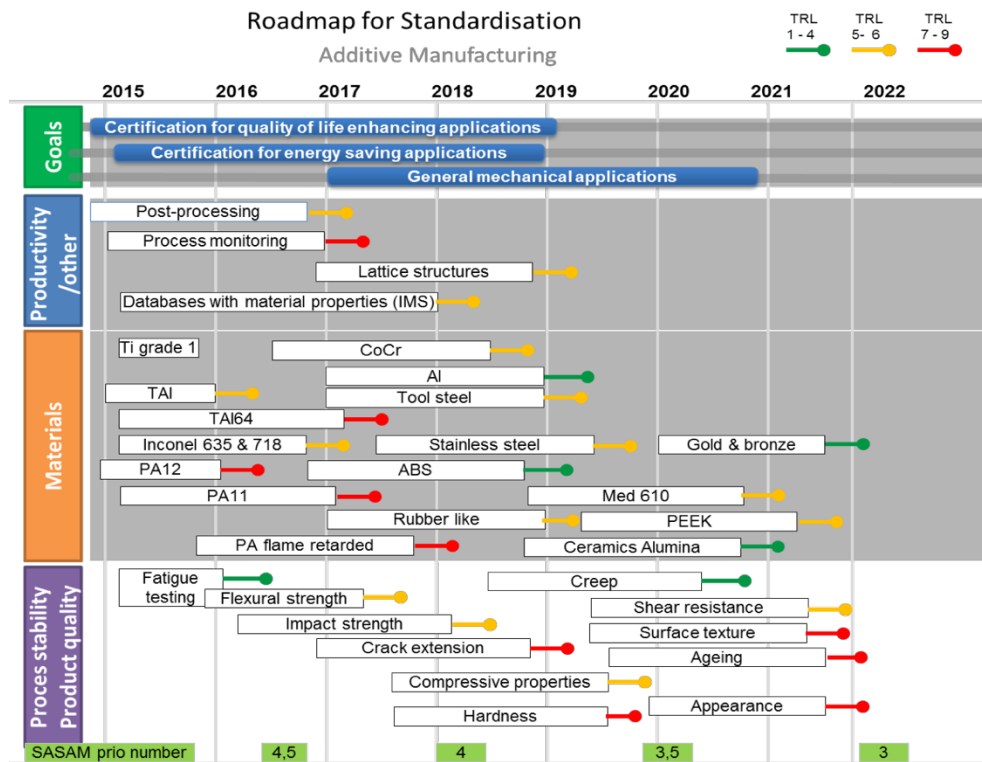 Roadmap for Standardisation
Additive Manufacturing
TRL
1 - 4
TRL
5- 6
TRL
7 - 9
2015 2016 2017 2018 2019 2020 2021 2022
Goals
Certification for quality of life enhancing applications
Certification for energy saving applications
General mechanical applications
Productivity
/other
Post-processing
Process monitoring
Lattice structures
Databases with material properties (IMS)
Materials
Ti grade 1
CoCr
Al
TAl
Tool steel
TAl64
Inconel 635 & 718
Stainless steel
Gold & bronze
PA12
ABS
PA11
Med 610
Rubber like
PEEK
PA flame retarded
Ceramics Alumina
Proces stability
Product quality
Fatigue
testing
Creep
Flexural strength
Shear resistance
Impact strength
Surface texture
Crack extension
Ageing
Compressive properties
Appearance
Hardness
SASAM prio number 4,5 4 3,5 3